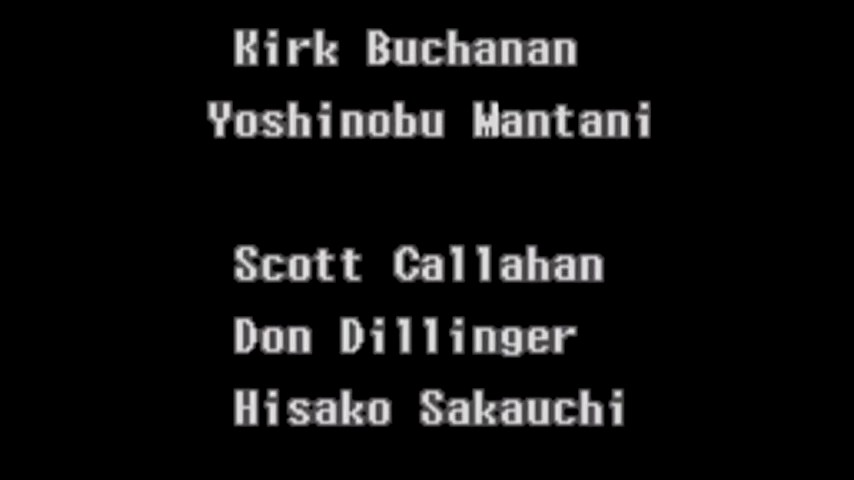 Kirk Buchanan
Yoshinobu Mantani
Scott Callahan
Don Dillinger
Hisako Sakauchi